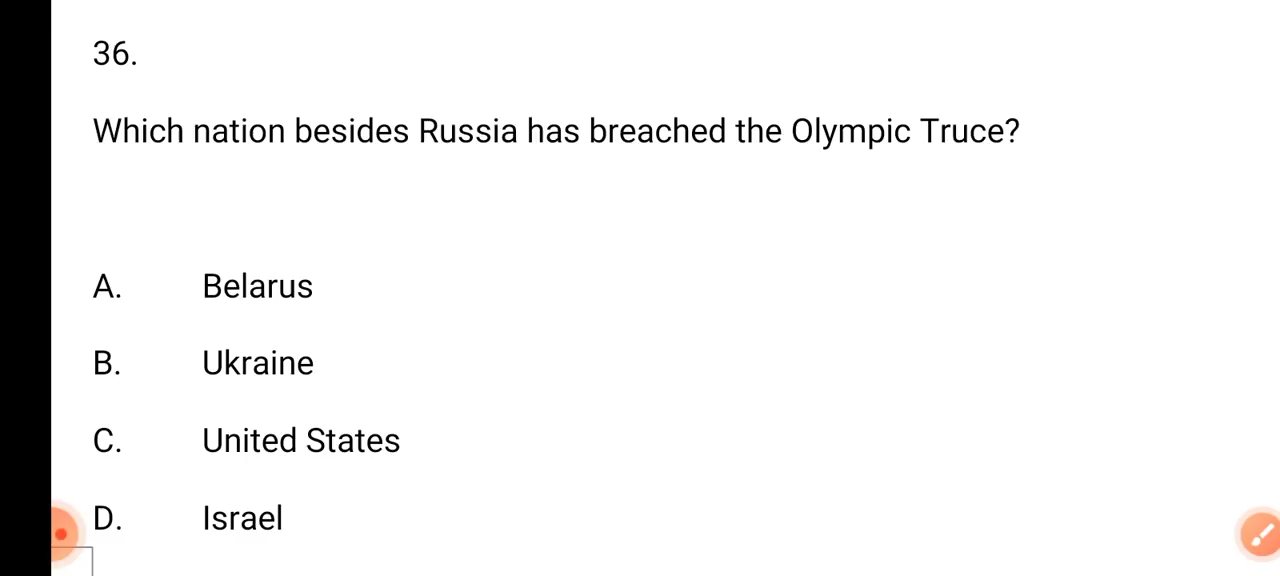 36.
Which nation besides Russia has breached the Olympic Truce?
A. Belarus
B. Ukraine
C. United States
D. Israel